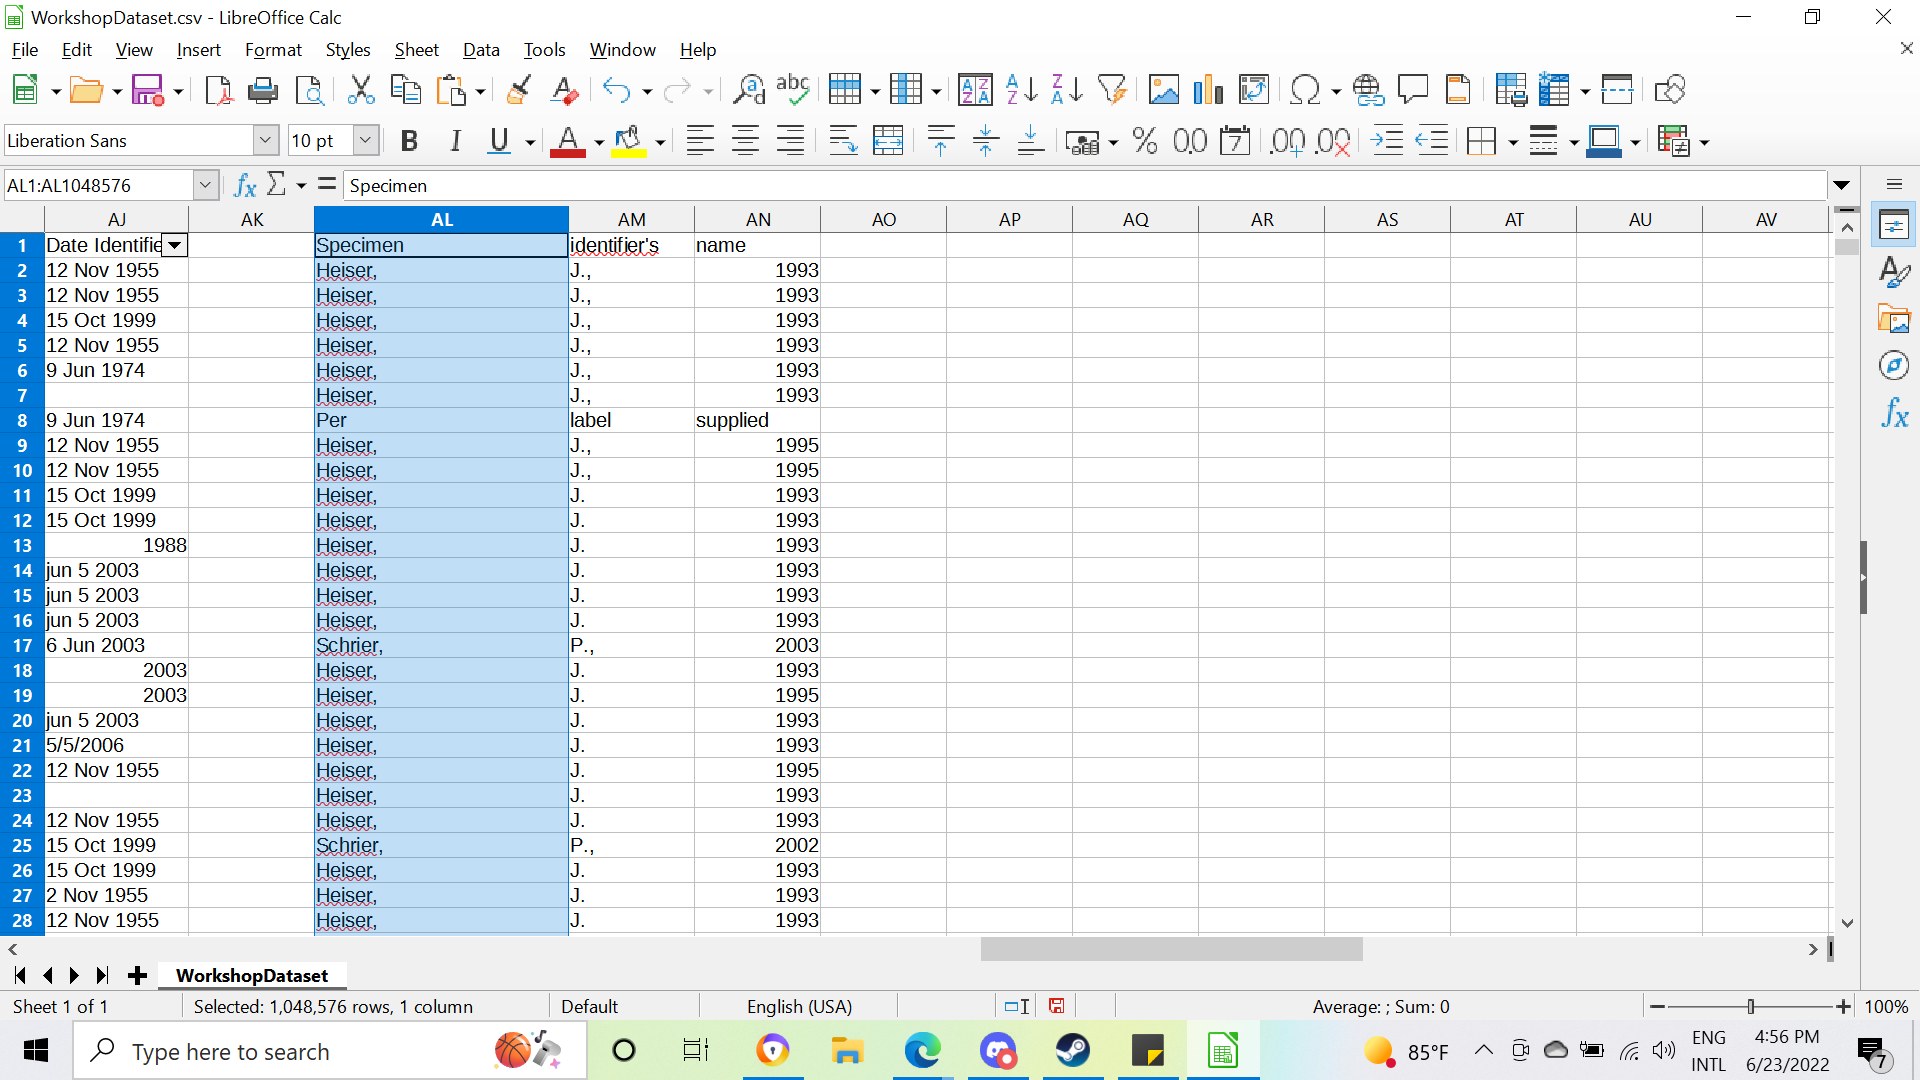 WorkshopDataset.csv - LibreOffice Calc
File Edit View Insert Format Styles Sheet Data Tools Window Help
Liberation Sans 10 pt
AL1:AL1048576 Specimen
AJ AK AL AM AN AO AP AQ AR AS AT AU AV
1 Date Identifie Specimen identifier's name
2 12 Nov 1955 Heiser, J., 1993
3 12 Nov 1955 Heiser, J., 1993
4 15 Oct 1999 Heiser, J., 1993
5 12 Nov 1955 Heiser, J., 1993
6 9 Jun 1974 Heiser, J., 1993
7 Heiser, J., 1993
8 9 Jun 1974 Per label supplied
9 12 Nov 1955 Heiser, J., 1995
10 12 Nov 1955 Heiser, J., 1995
11 15 Oct 1999 Heiser, J. 1993
12 15 Oct 1999 Heiser, J. 1993
13 1988 Heiser, J. 1993
14 jun 5 2003 Heiser, J. 1993
15 jun 5 2003 Heiser, J. 1993
16 jun 5 2003 Heiser, J. 1993
17 6 Jun 2003 Schrier, P., 2003
18 2003 Heiser, J. 1993
19 2003 Heiser, J. 1995
20 jun 5 2003 Heiser, J. 1993
21 5/5/2006 Heiser, J. 1993
22 12 Nov 1955 Heiser, J. 1995
23 Heiser, J. 1993
24 12 Nov 1955 Heiser, J. 1993
25 15 Oct 1999 Schrier, P., 2002
26 15 Oct 1999 Heiser, J. 1993
27 2 Nov 1955 Heiser, J. 1993
28 12 Nov 1955 Heiser, J. 1993
WorkshopDataset
Sheet 1 of 1 Selected: 1,048,576 rows, 1 column Default English (USA) Average: ; Sum: 0 100%
Type here to search 85°F ENG INTL 4:56 PM 6/23/2022 7